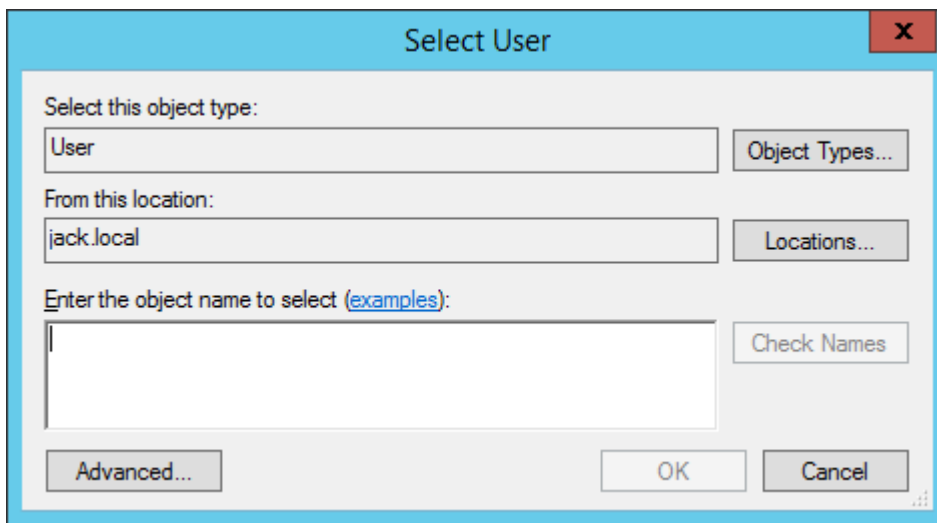 Select User
x
Select this object type:
User
Object Types...
From this location:
jack.local
Locations...
Enter the object name to select (examples):
Check Names
Advanced...
OK
Cancel